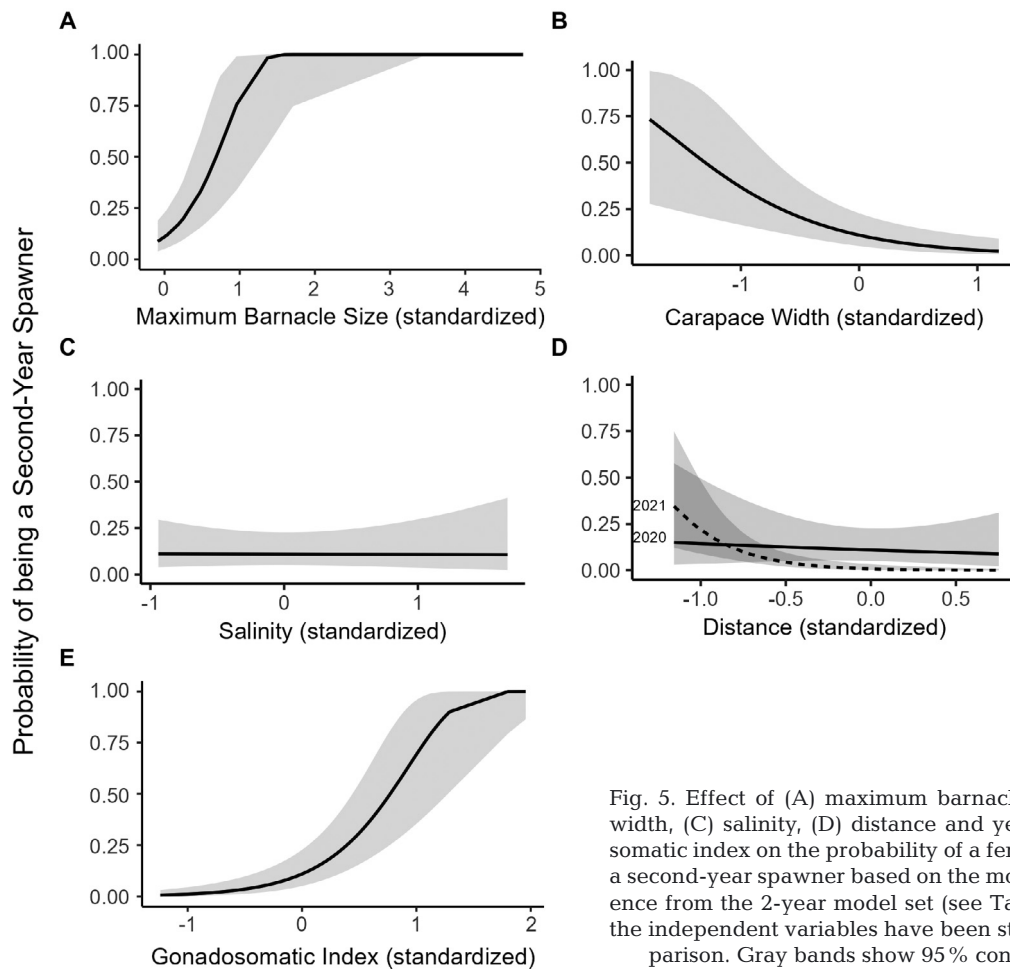 Probability of being a Second-Year Spawner
A
1.00
0.75
0.50
0.25
0.00
0 1 2 3 4 5
Maximum Barnacle Size (standardized)
B
1.00
0.75
0.50
0.25
0.00
-1 0 1
Carapace Width (standardized)
C
1.00
0.75
0.50
0.25
0.00
-1 0 1
Salinity (standardized)
D
1.00
0.75
0.50
0.25
0.00
2021
2020
-1.0 -0.5 0.0 0.5
Distance (standardized)
E
1.00
0.75
0.50
0.25
0.00
-1 0 1 2
Gonadosomatic Index (standardized)
Fig. 5. Effect of (A) maximum barnacl
width, (C) salinity, (D) distance and ye
somatic index on the probability of a fer
a second-year spawner based on the mo
ence from the 2-year model set (see Ta
the independent variables have been st
parison. Gray bands show 95% con